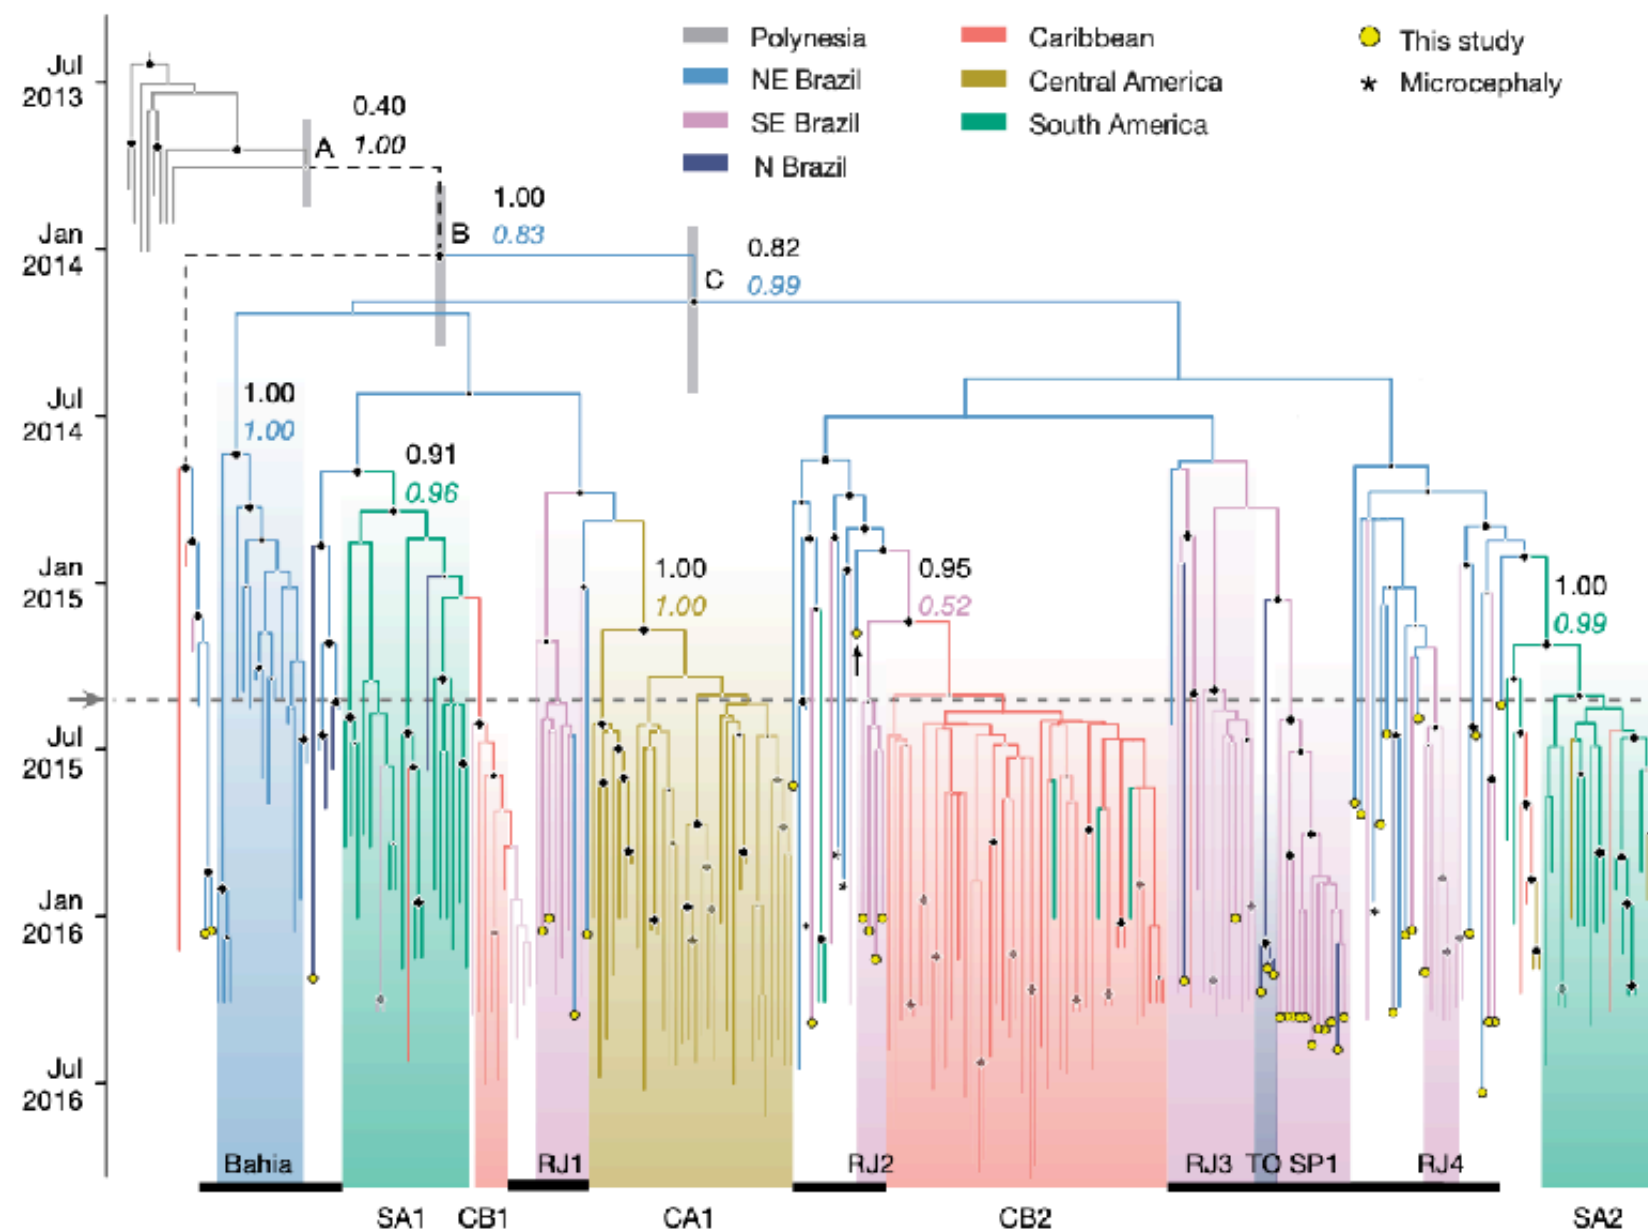 Polynesia
NE Brazil
SE Brazil
N Brazil
Caribbean
Central America
South America
This study
Microcephaly
Jul
2013
Jan
2014
Jul
2014
Jan
2015
Jul
2015
Jan
2016
Jul
2016
0.40
A 1.00
1.00
B 0.83
0.82
C 0.99
1.00
1.00
0.91
0.96
1.00
1.00
0.95
0.52
1.00
0.99
Bahia
RJ1
RJ2
RJ3 TO SP1
RJ4
SA1
CB1
CA1
CB2
SA2